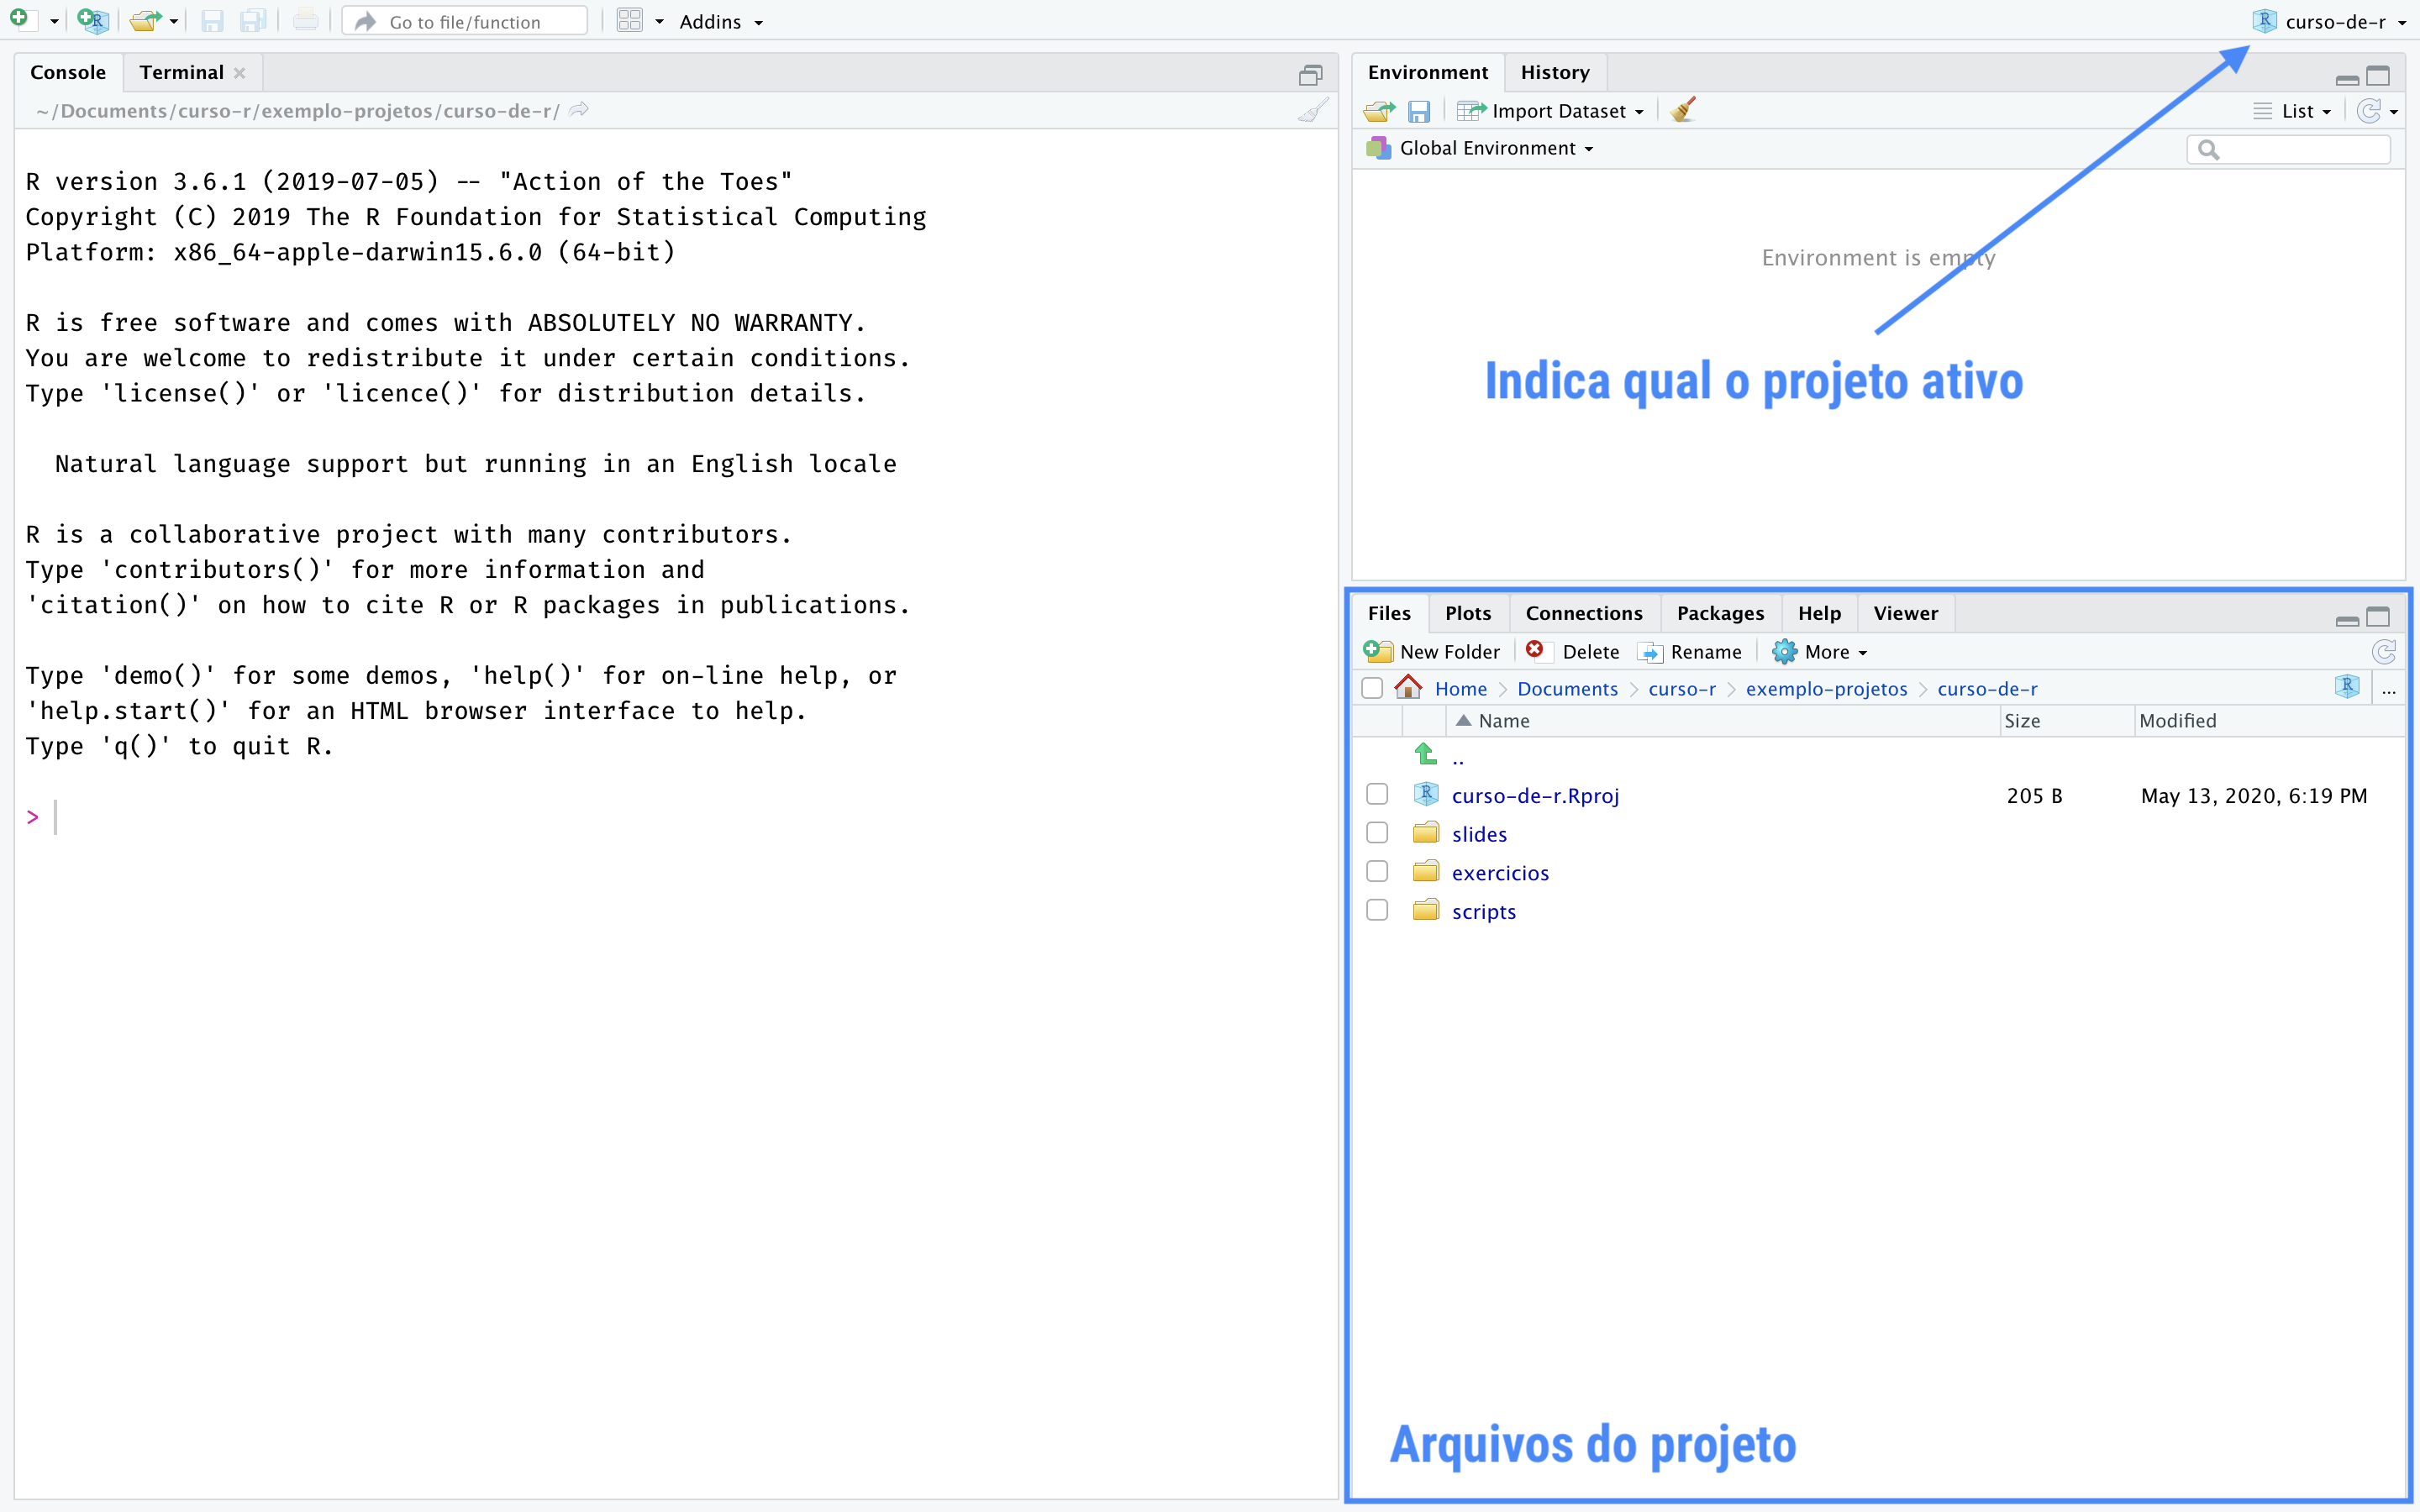 Go to file/function
Addins
curso-de-r
Console Terminal
~/Documents/curso-r/exemplo-projetos/curso-de-r/
R version 3.6.1 (2019-07-05) -- "Action of the Toes"
Copyright (C) 2019 The R Foundation for Statistical Computing
Platform: x86_64-apple-darwin15.6.0 (64-bit)
R is free software and comes with ABSOLUTELY NO WARRANTY.
You are welcome to redistribute it under certain conditions.
Type 'license()' or 'licence()' for distribution details.
Natural language support but running in an English locale
R is a collaborative project with many contributors.
Type 'contributors()' for more information and
'citation()' on how to cite R or R packages in publications.
Type 'demo()' for some demos, 'help()' for on-line help, or
'help.start()' for an HTML browser interface to help.
Type 'q()' to quit R.
>
Environment History
Import Dataset List
Global Environment
Environment is empty
Indica qual o projeto ativo
Files Plots Connections Packages Help Viewer
New Folder Delete Rename More
Home Documents curso-r exemplo-projetos curso-de-r ...
Name Size Modified
..
curso-de-r.Rproj 205 B May 13, 2020, 6:19 PM
slides
exercicios
scripts
Arquivos do projeto